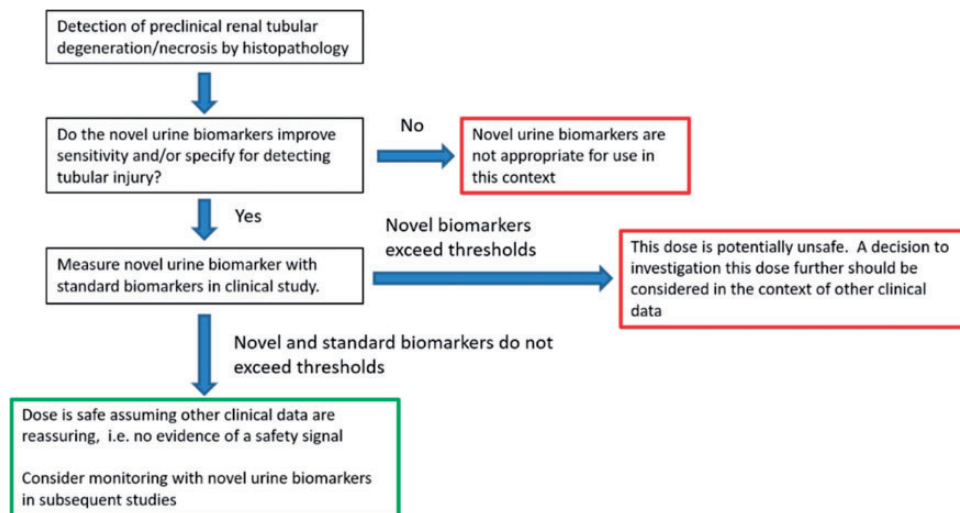 Detection of preclinical renal tubular
degeneration/necrosis by histopathology
Do the novel urine biomarkers improve
sensitivity and/or specify for detecting
tubular injury?
No
Novel urine biomarkers are
not appropriate for use in
this context
Yes
Novel biomarkers
exceed thresholds
Measure novel urine biomarker with
standard biomarkers in clinical study.
This dose is potentially unsafe. A decision to
investigation this dose further should be
considered in the context of other clinical
data
Novel and standard biomarkers do not
exceed thresholds
Dose is safe assuming other clinical data are
reassuring, i.e. no evidence of a safety signal
Consider monitoring with novel urine biomarkers
in subsequent studies